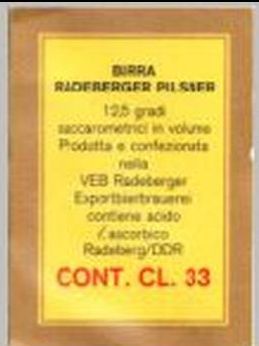 BIRRA
RADEBERGER PILSNER
12,5 gradi
saccarometrici in volume
Prodotta e confezionata
nella
VEB Radeberger
Exportbierbrauerei
contiene acido
l'ascorbico
Radeberg/DDR
CONT. CL. 33